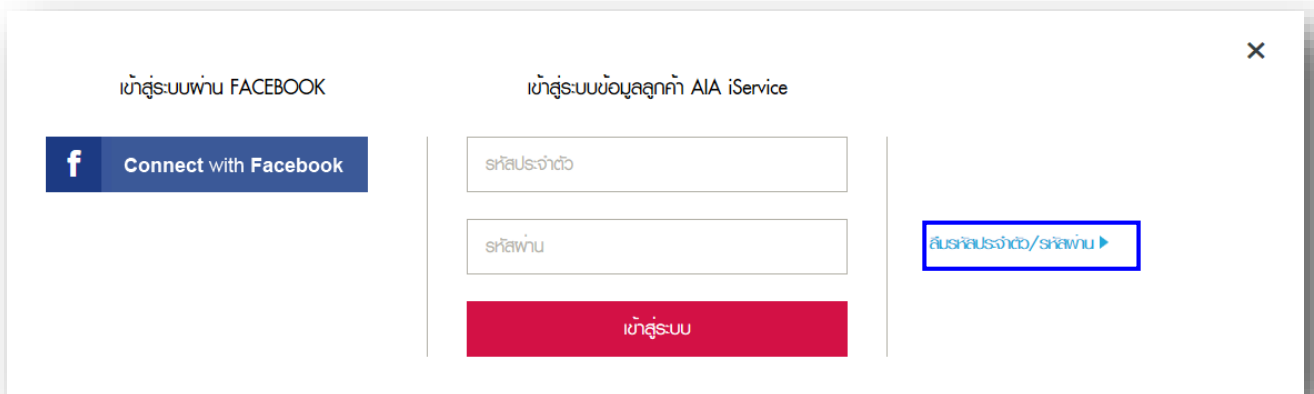 ×
เข้าสู่ระบบผ่าน FACEBOOK
f Connect with Facebook
เข้าสู่ระบบข้อมูลลูกค้า AIA iService
รหัสประจำตัว
รหัสผ่าน
เข้าสู่ระบบ
ลืมรหัสประจำตัว/รหัสผ่าน